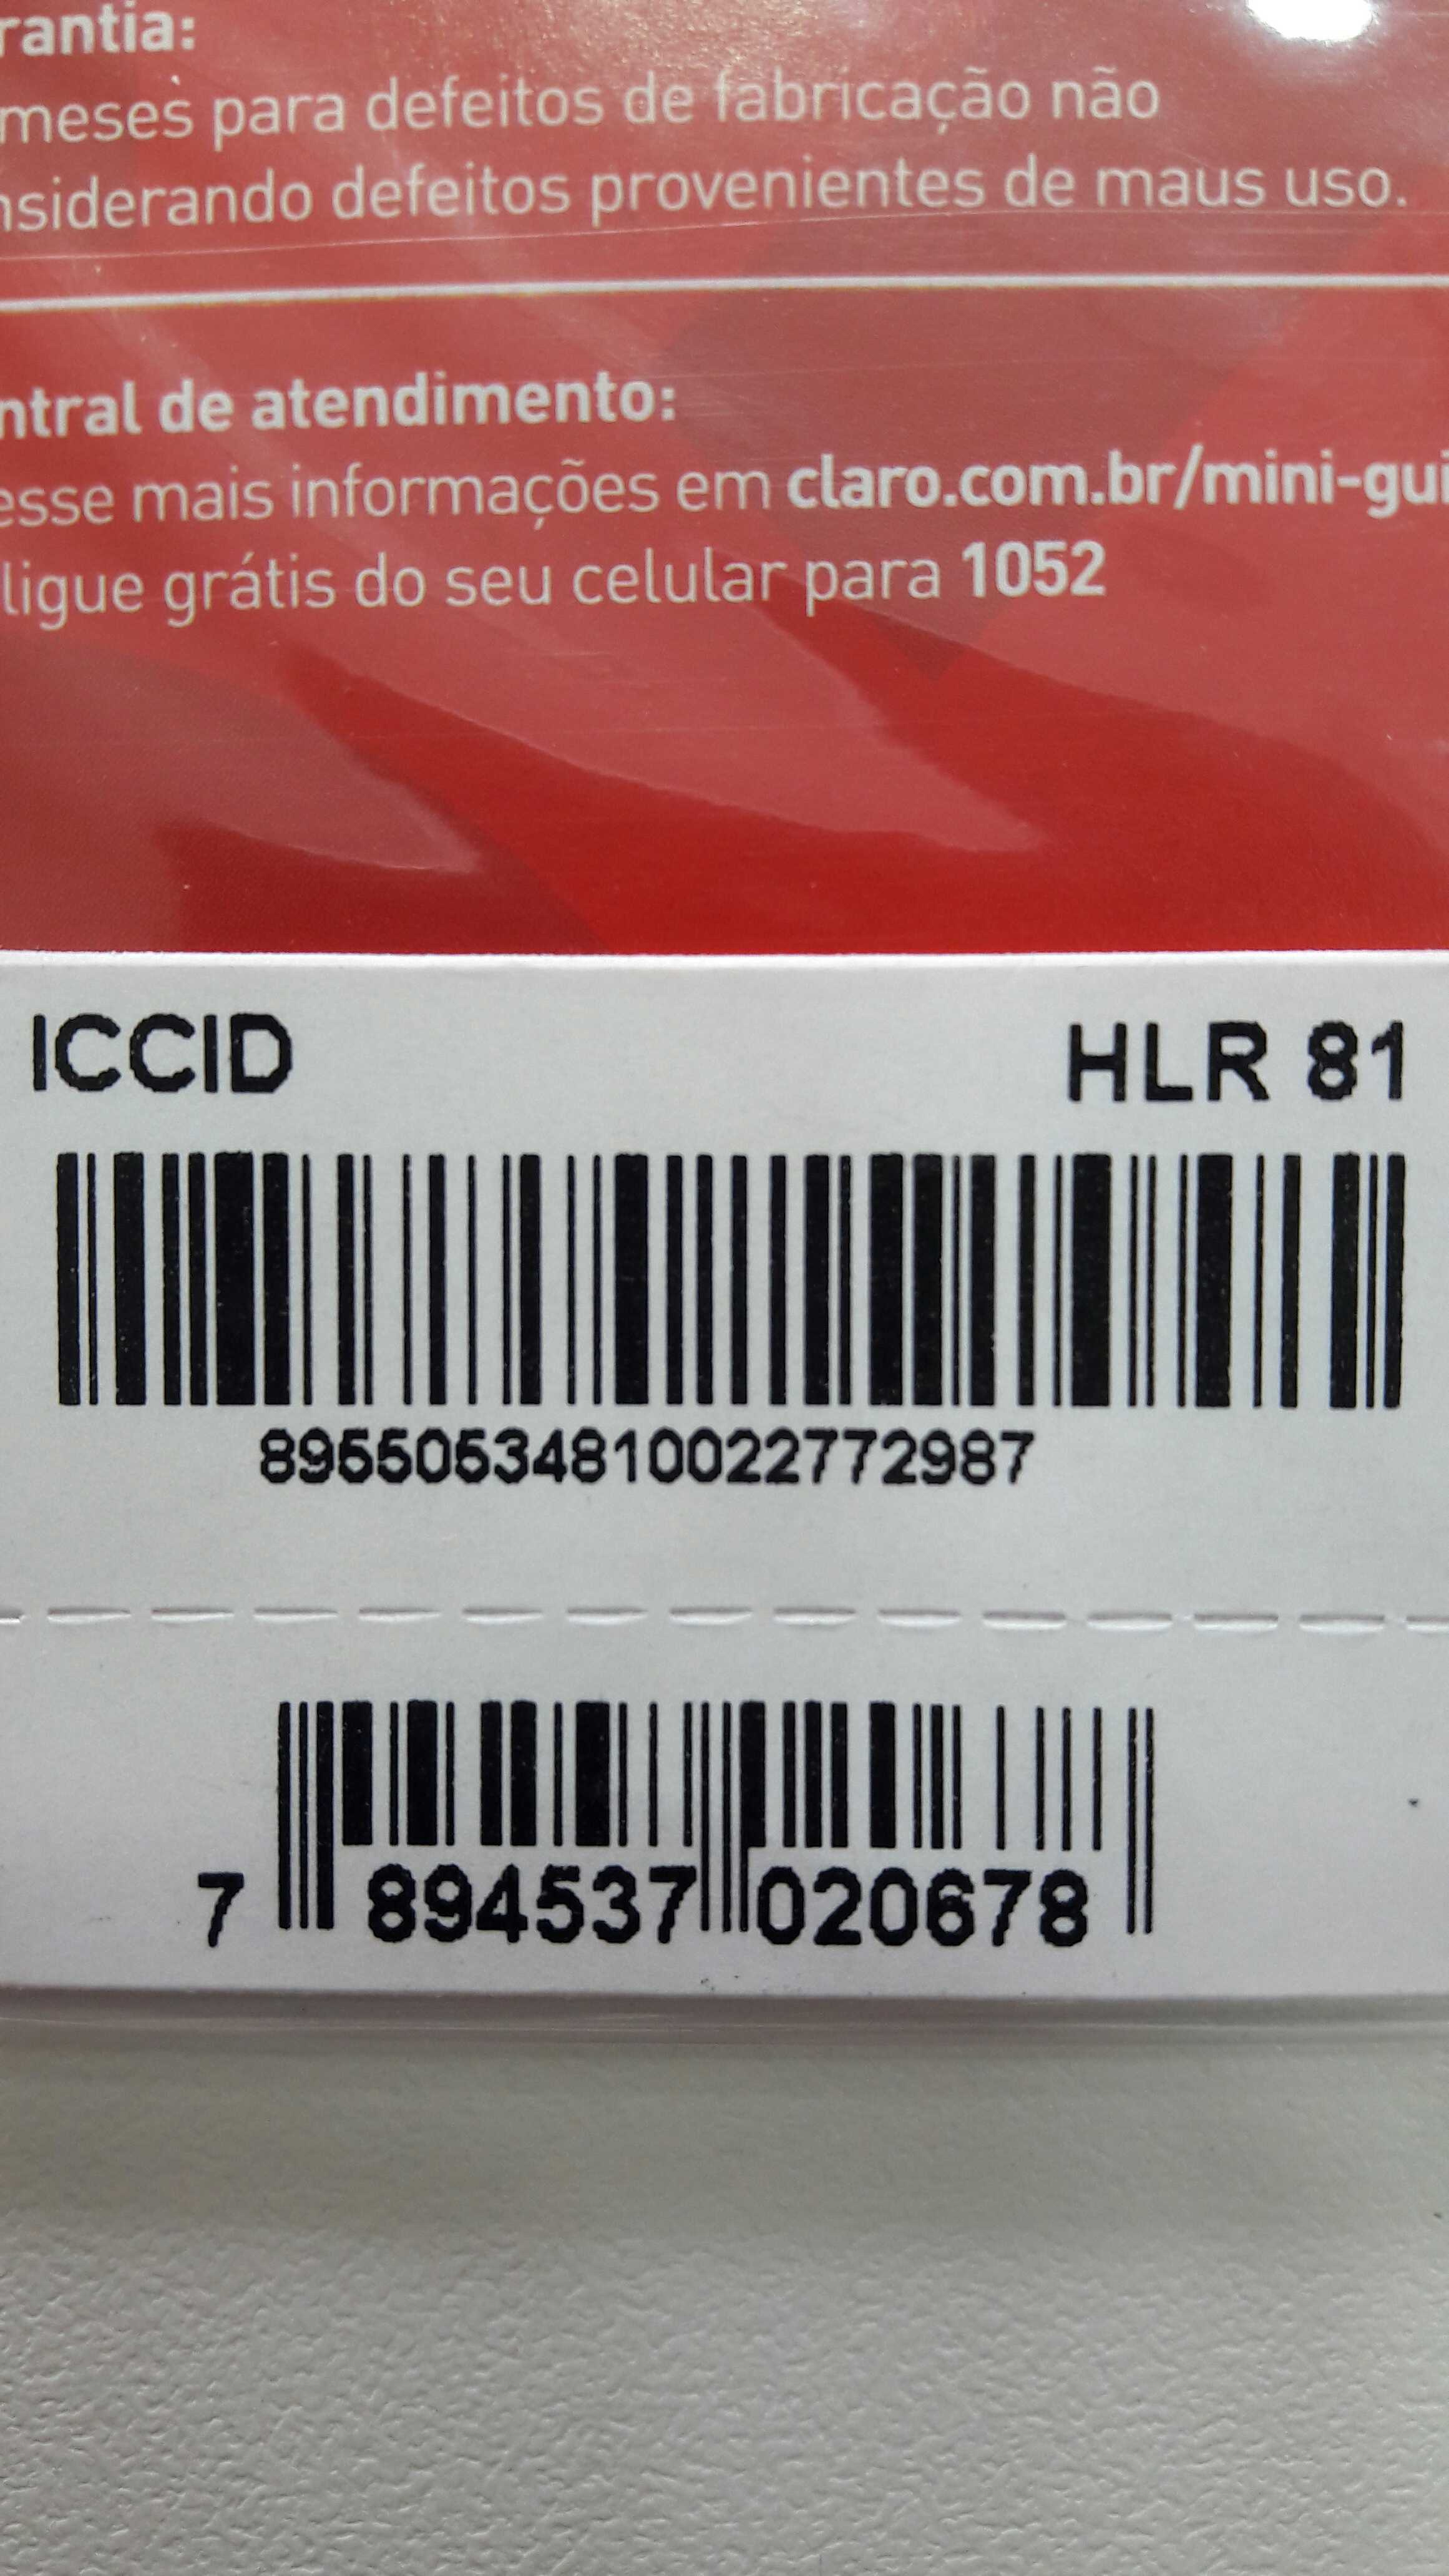 rantia:
meses para defeitos de fabricação não
nsiderando defeitos provenientes de maus uso.
ntral de atendimento:
esse mais informações em claro.com.br/mini-gui
ligue grátis do seu celular para 1052
ICCID HLR 81
89550534810022772987
7 894537 020678